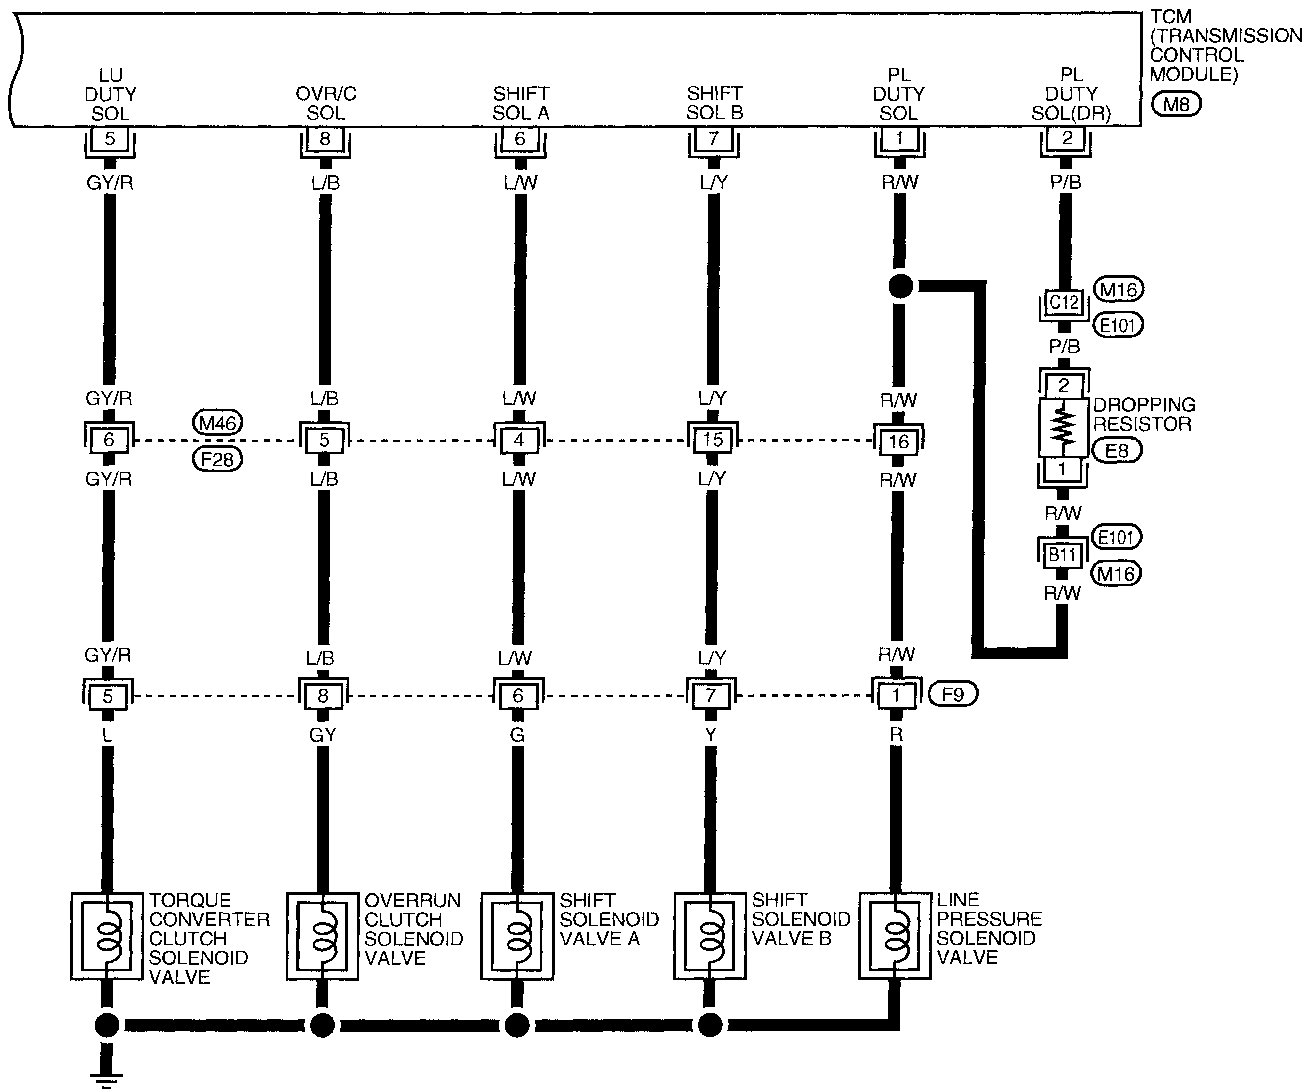 TCM
(TRANSMISSION
CONTROL
MODULE)
M8
LU
DUTY
SOL
OVR/C
SOL
SHIFT
SOL A
SHIFT
SOL B
PL
DUTY
SOL
PL
DUTY
SOL(DR)
5
8
6
7
1
2
GY/R
L/B
L/W
L/Y
R/W
P/B
C12
M16
E101
P/B
2
DROPPING
RESISTOR
E8
1
R/W
E101
B11
M16
R/W
GY/R
L/B
L/W
L/Y
R/W
6
M46
F28
5
4
15
16
GY/R
L/B
L/W
L/Y
R/W
GY/R
L/B
L/W
L/Y
R/W
5
8
6
7
1
F9
L
GY
G
Y
R
TORQUE
CONVERTER
CLUTCH
SOLENOID
VALVE
OVERRUN
CLUTCH
SOLENOID
VALVE
SHIFT
SOLENOID
VALVE A
SHIFT
SOLENOID
VALVE B
LINE
PRESSURE
SOLENOID
VALVE